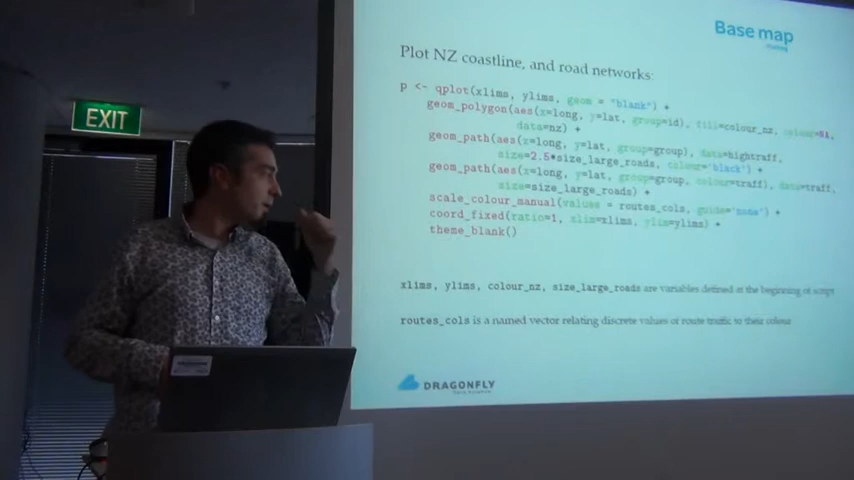 EXIT
Base map
Plot NZ coastline, and road networks:
p <- qplot(xlims, ylims, geom = "blank") +
geom_polygon(aes(x=long, y=lat, group=id), fill=colour_nz, colour=NA,
data=nz) +
geom_path(aes(x=long, y=lat, group=group), data=hightraff,
size=2.5*size_large_roads, colour='black') +
geom_path(aes(x=long, y=lat, group=group, colour=traff), data=traff,
size=size_large_roads) +
scale_colour_manual(values = routes_cols, guide='none') +
coord_fixed(ratio=1, xlim=xlims, ylim=ylims) +
theme_blank()
xlims, ylims, colour_nz, size_large_roads are variables defined at the beginning of script
routes_cols is a named vector relating discrete values of route traffic to their colour
DRAGONFLY